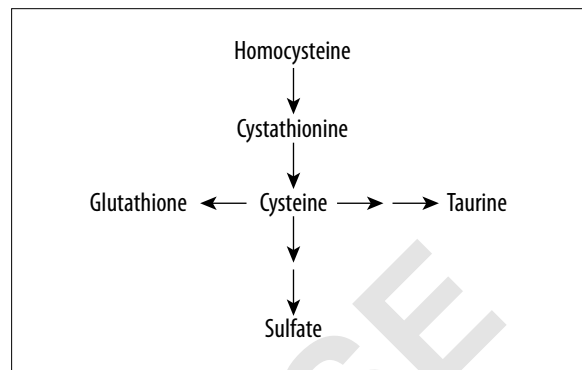 Homocysteine
Cystathionine
Glutathione Cysteine Taurine
Sulfate